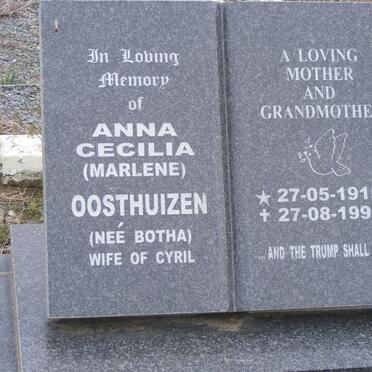 In Loving
Memory
of
ANNA
CECILIA
(MARLENE)
OOSTHUIZEN
(NEÉ BOTHA)
WIFE OF CYRIL
A LOVING
MOTHER
AND
GRANDMOTHE
27-05-191
27-08-199
...AND THE TRUMP SHALL